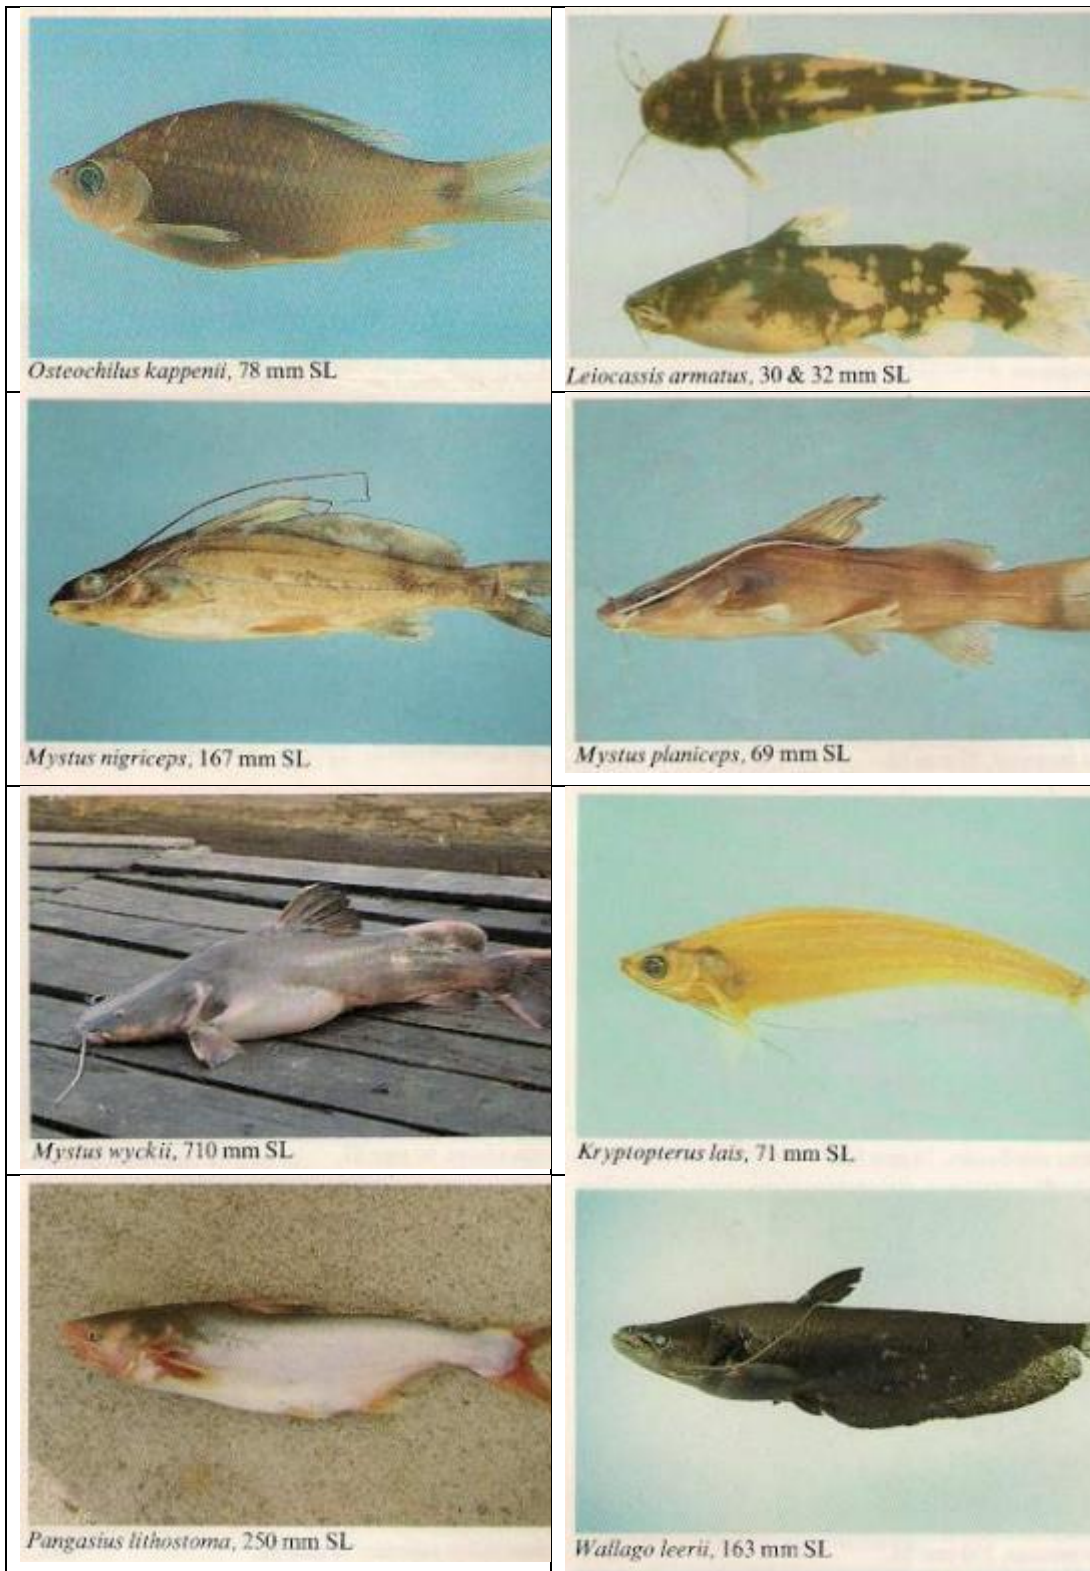 Osteochilus kappenii, 78 mm SL
Leiocassis armatus, 30 & 32 mm SL
Mystus nigriceps, 167 mm SL
Mystus planiceps, 69 mm SL
Mystus wyckii, 710 mm SL
Kryptopterus lais, 71 mm SL
Pangasius lithostoma, 250 mm SL
Wallago leerii, 163 mm SL